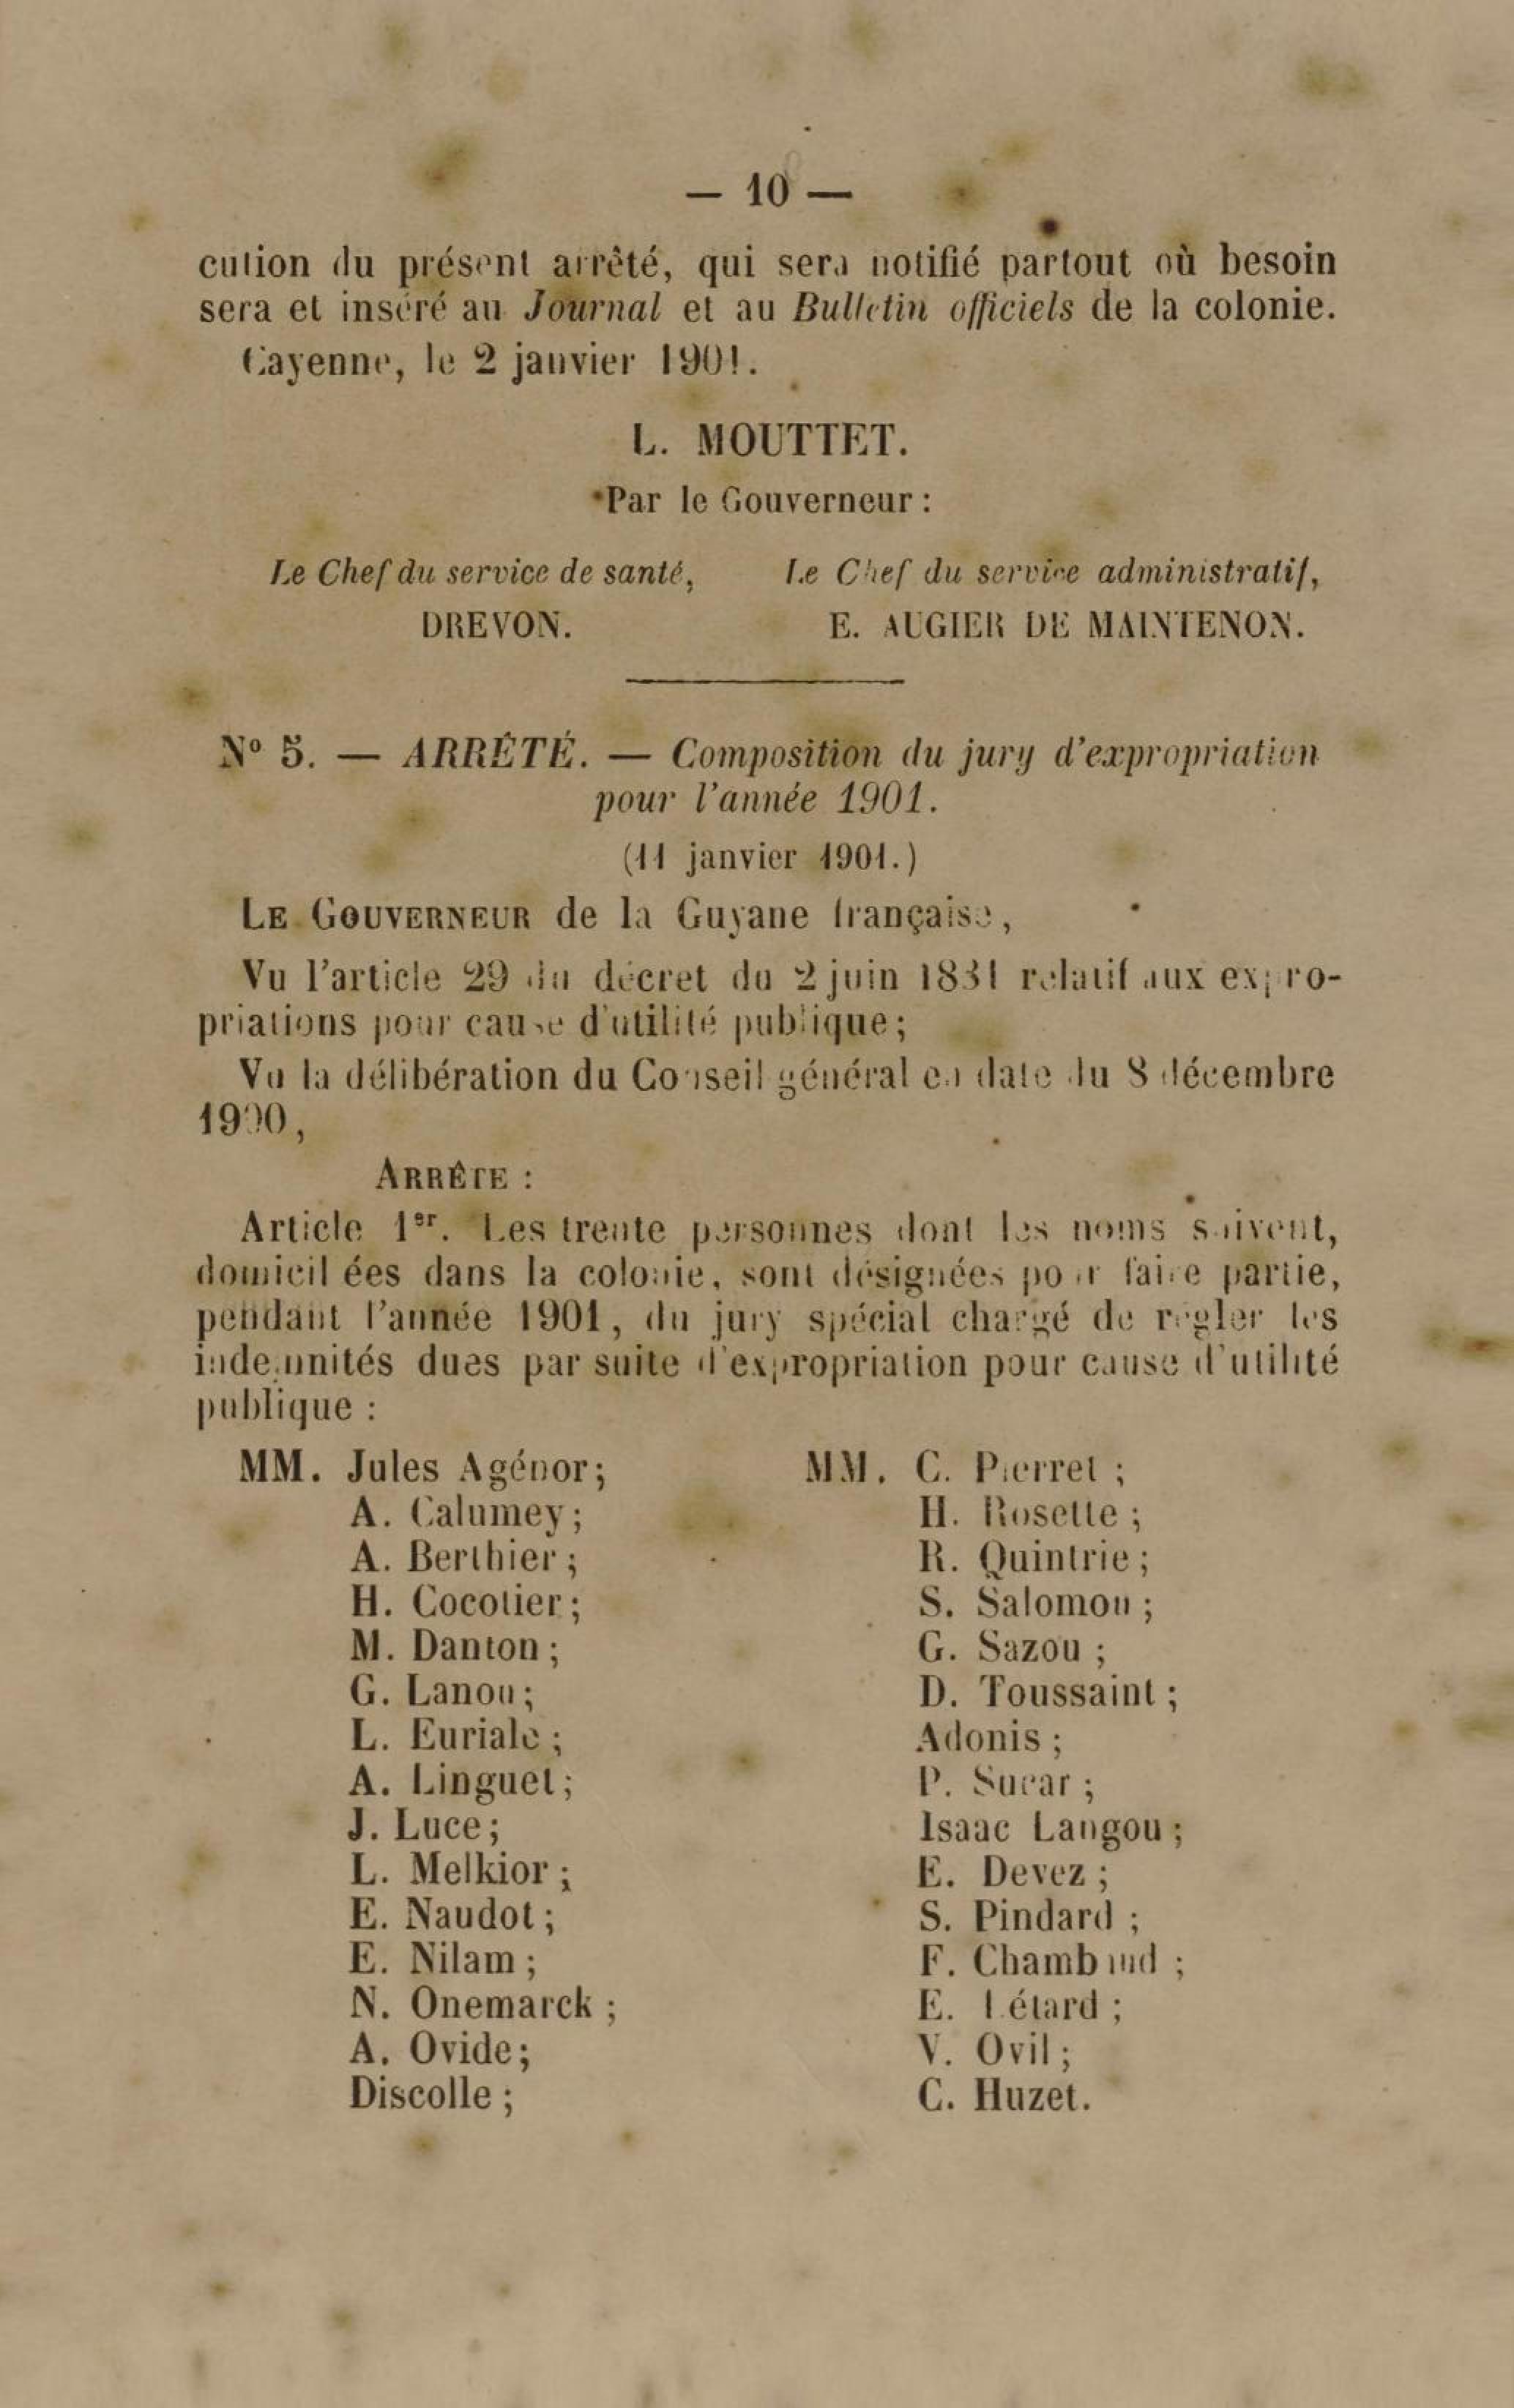 — 10 —
cution du présent arrêté, qui sera notifié partout où besoin
sera et inséré au Journal et au Bulletin officiels de la colonie.
Cayenne, le 2 janvier 1901.
L. MOUTTET.
Par le Gouverneur :
Le Chef du service de santé,
DREVON.
Le Chef du service administratif,
E. AUGIER DE MAINTENON.
N° 5. — ARRÊTÉ. — Composition du jury d'expropriation
pour l'année 1901.
(11 janvier 1901.)
LE GOUVERNEUR de la Guyane française,
Vu l'article 29 du décret du 2 juin 1881 relatif aux expro-
priations pour cause d'utilité publique;
Vu la délibération du Conseil général en date du 8 décembre
1900,
ARRÊTE :
Article 1er. Les trente personnes dont les noms suivent,
domiciliées dans la colonie, sont désignées pour faire partie,
pendant l'année 1901, du jury spécial chargé de régler les
indemnités dues par suite d'expropriation pour cause d'utilité
publique :
MM. Jules Agénor;
A. Calumey;
A. Berthier;
H. Cocotier;
M. Danton;
G. Lanou;
L. Euriale;
A. Linguet;
J. Luce;
L. Melkior;
E. Naudot;
E. Nilam;
N. Onemarck;
A. Ovide;
Discolle;
MM. C. Pierret;
H. Rosette;
R. Quintrie;
S. Salomon;
G. Sazou;
D. Toussaint;
Adonis;
P. Sucar;
Isaac Langou;
E. Devez;
S. Pindard;
F. Chambaud;
E. Létard;
V. Ovil;
C. Huzet.